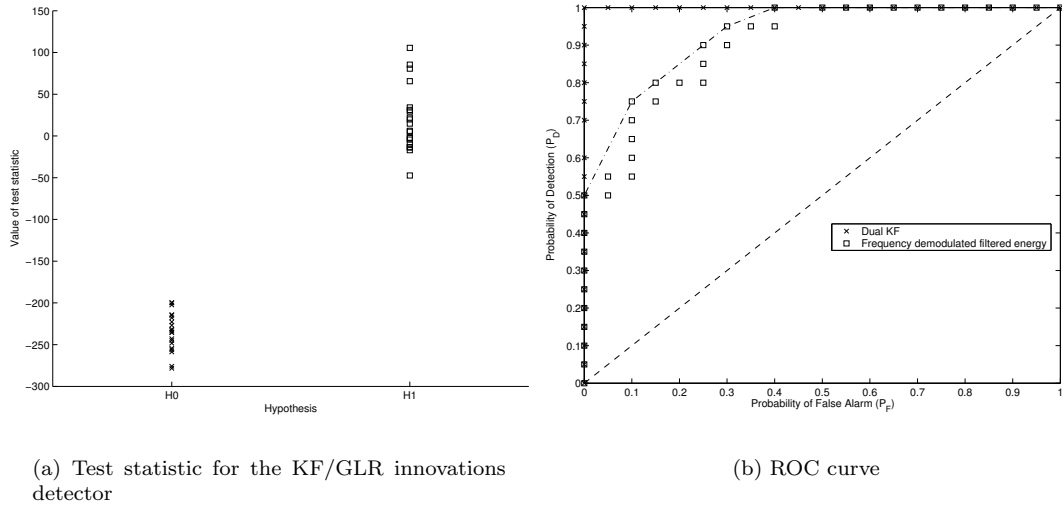 150
100
50
0
−50
−100
−150
−200
−250
−300
Value of test statistic
H0
H1
Hypothesis
1
0.9
0.8
0.7
0.6
0.5
0.4
0.3
0.2
0.1
0
Probability of Detection (P_D)
Dual KF
Frequency demodulated filtered energy
0 0.1 0.2 0.3 0.4 0.5 0.6 0.7 0.8 0.9 1
Probability of False Alarm (P_F)
(a) Test statistic for the KF/GLR innovations
detector
(b) ROC curve